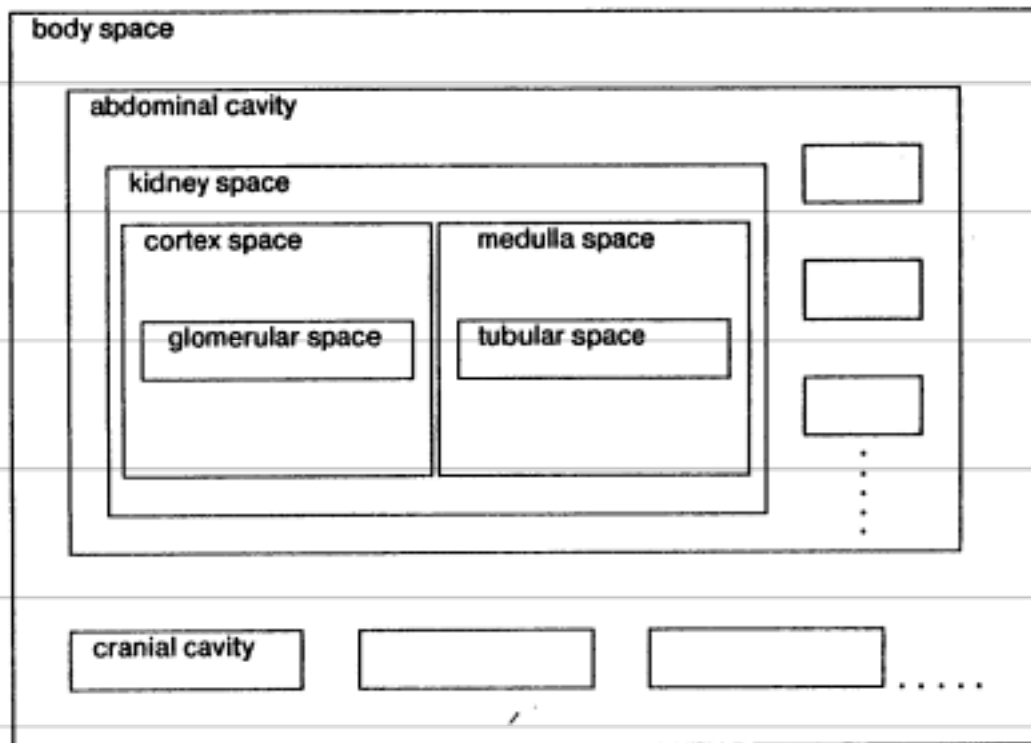 body space
abdominal cavity
kidney space
cortex space
medulla space
glomerular space
tubular space
cranial cavity